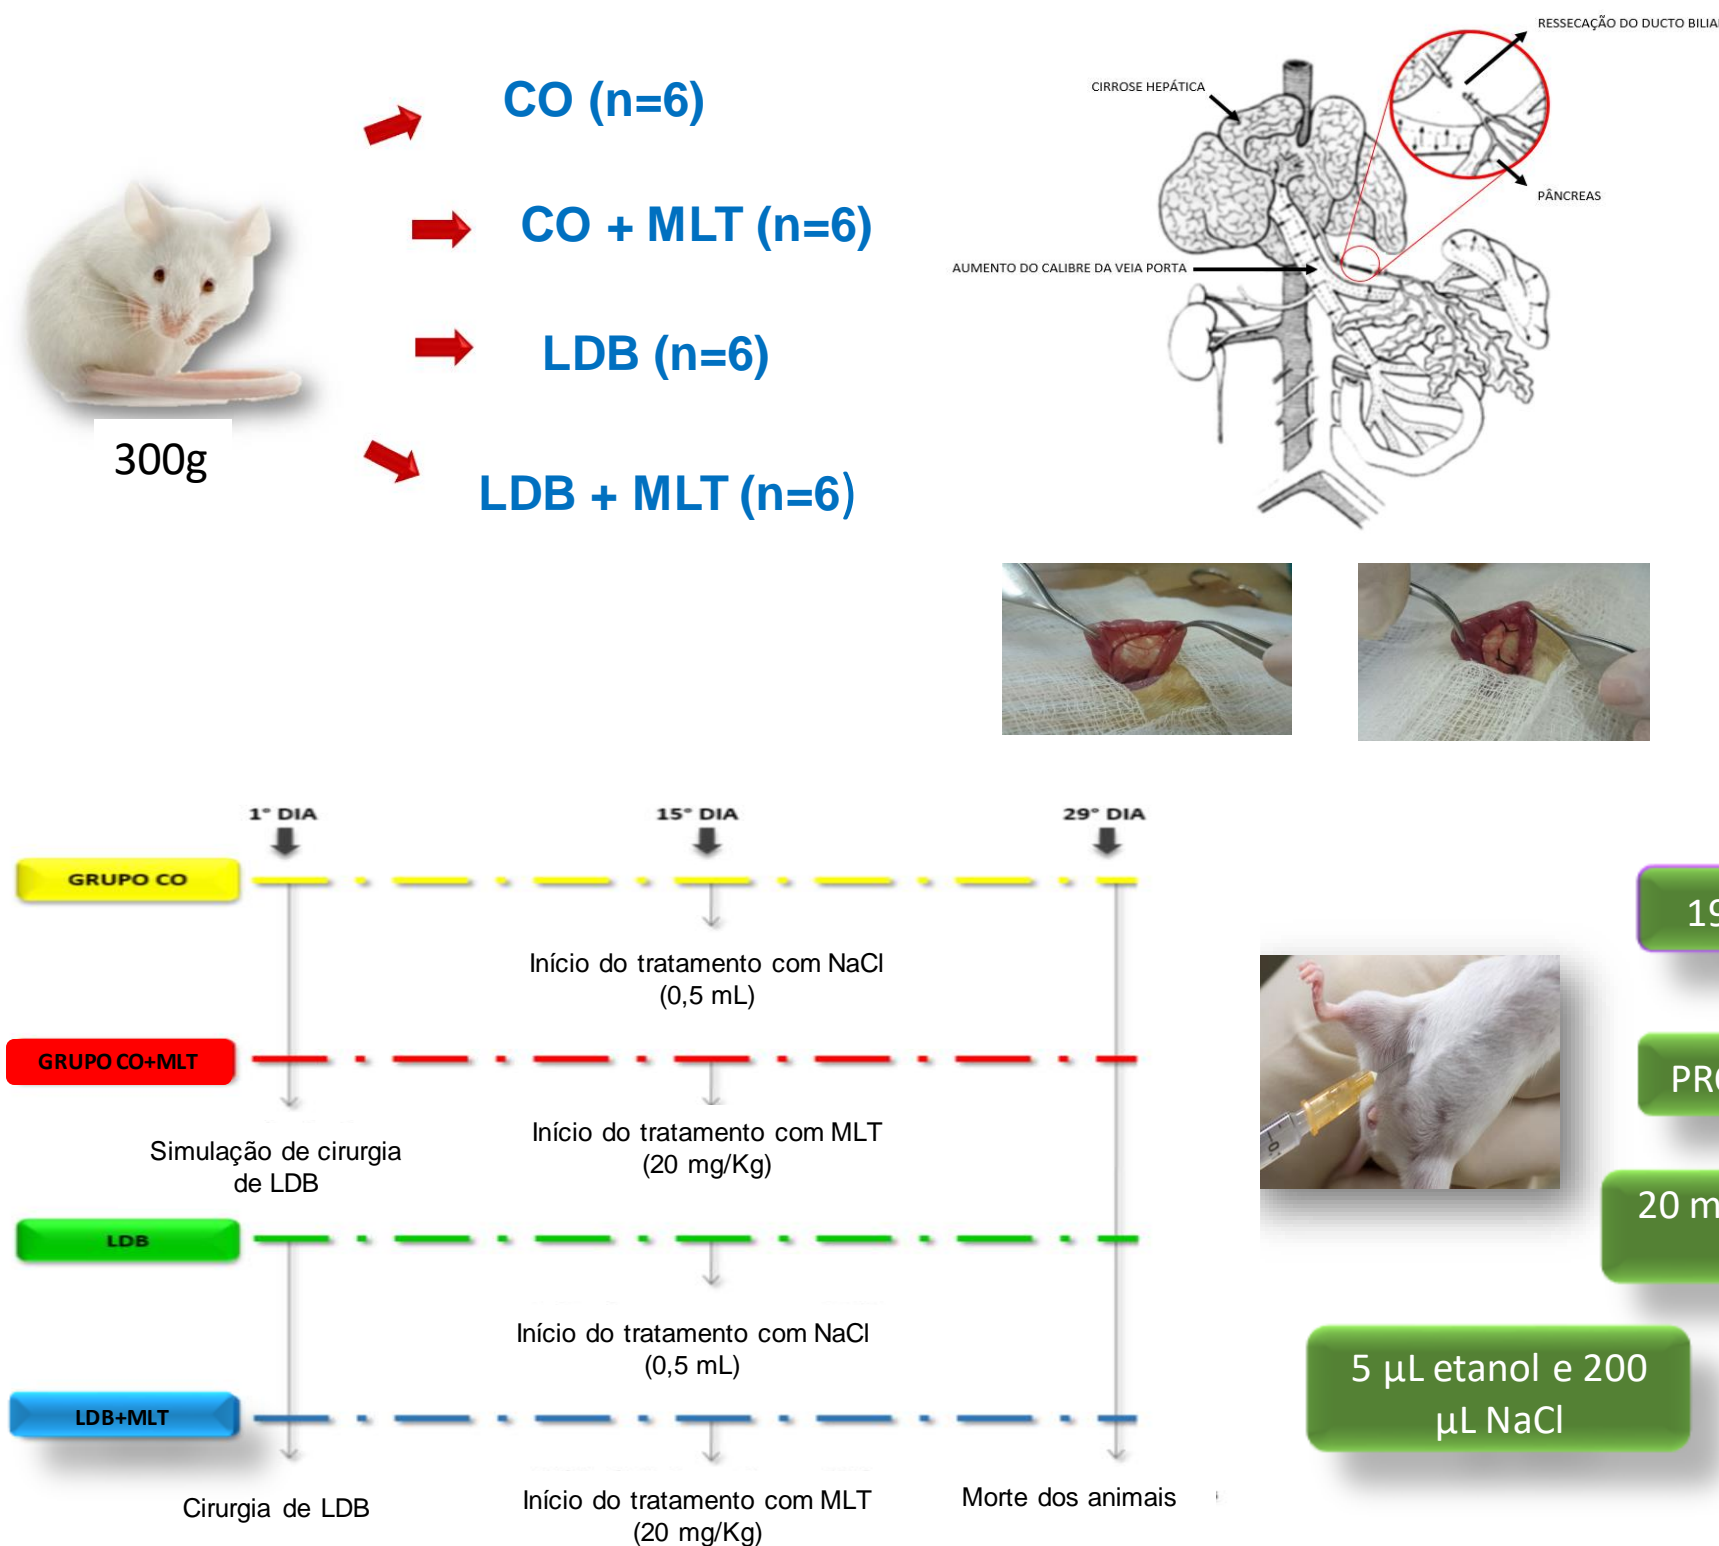 CO (n=6)
CO + MLT (n=6)
LDB (n=6)
LDB + MLT (n=6)
300g
RESSECAÇÃO DO DUCTO
CIRROSE HEPÁTICA
PÂNCREAS
AUMENTO DO CALIBRE DA VEIA PORTA
1° DIA
15° DIA
29° DIA
GRUPO CO
Início do tratamento com NaCl
(0,5 mL)
GRUPO CO+MLT
Simulação de cirurgia
de LDB
Início do tratamento com MLT
(20 mg/Kg)
LDB
Início do tratamento com NaCl
(0,5 mL)
LDB+MLT
Cirurgia de LDB
Início do tratamento com MLT
(20 mg/Kg)
Morte dos animais
20
5 µL etanol e 200
µL NaCl